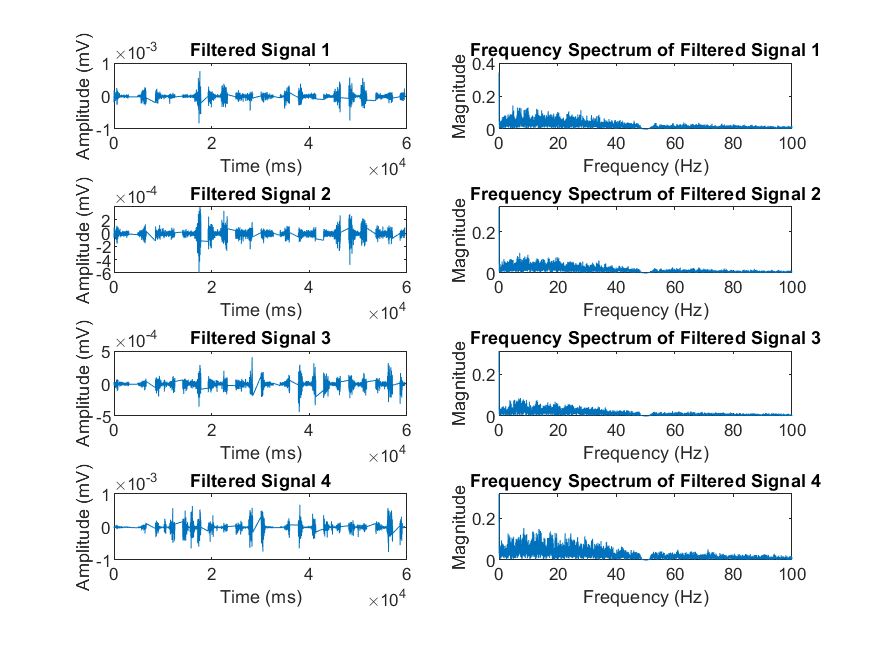 Filtered Signal 1
×10-3
Amplitude (mV)
1
0
-1
0 2 4 6
Time (ms)
×104
Frequency Spectrum of Filtered Signal 1
Magnitude
0.4
0.2
0
0 20 40 60 80 100
Frequency (Hz)
Filtered Signal 2
×10-4
Amplitude (mV)
2
0
-2
-4
-6
0 2 4 6
Time (ms)
×104
Frequency Spectrum of Filtered Signal 2
Magnitude
0.2
0
0 20 40 60 80 100
Frequency (Hz)
Filtered Signal 3
×10-4
Amplitude (mV)
5
0
-5
0 2 4 6
Time (ms)
×104
Frequency Spectrum of Filtered Signal 3
Magnitude
0.2
0
0 20 40 60 80 100
Frequency (Hz)
Filtered Signal 4
×10-3
Amplitude (mV)
1
0
-1
0 2 4 6
Time (ms)
×104
Frequency Spectrum of Filtered Signal 4
Magnitude
0.2
0
0 20 40 60 80 100
Frequency (Hz)